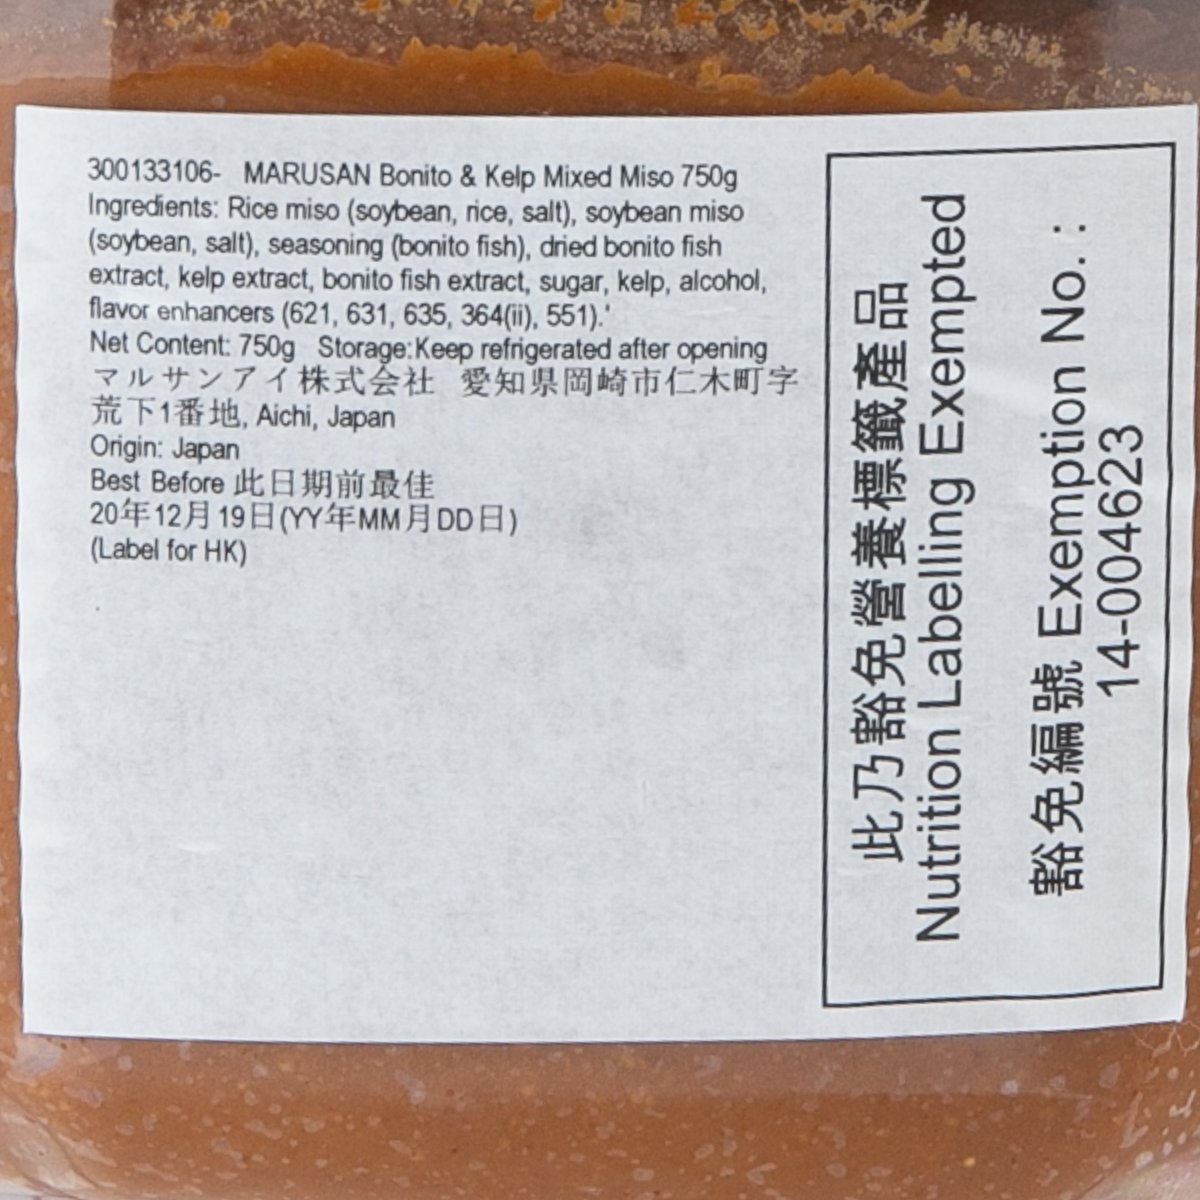 300133106- MARUSAN Bonito & Kelp Mixed Miso 750g
Ingredients: Rice miso (soybean, rice, salt), soybean miso
(soybean, salt), seasoning (bonito fish), dried bonito fish
extract, kelp extract, bonito fish extract, sugar, kelp, alcohol,
flavor enhancers (621, 631, 635, 364(ii), 551).'
Net Content: 750g Storage:Keep refrigerated after opening
マルサンアイ株式会社 愛知県岡崎市仁木町字
荒下1番地, Aichi, Japan
Origin: Japan
Best Before 此日期前最佳
20年12月19日(YY年MM月DD日)
(Label for HK)
此乃豁免營養標籤產品
Nutrition Labelling Exempted
豁免編號 Exemption No. :
14-004623